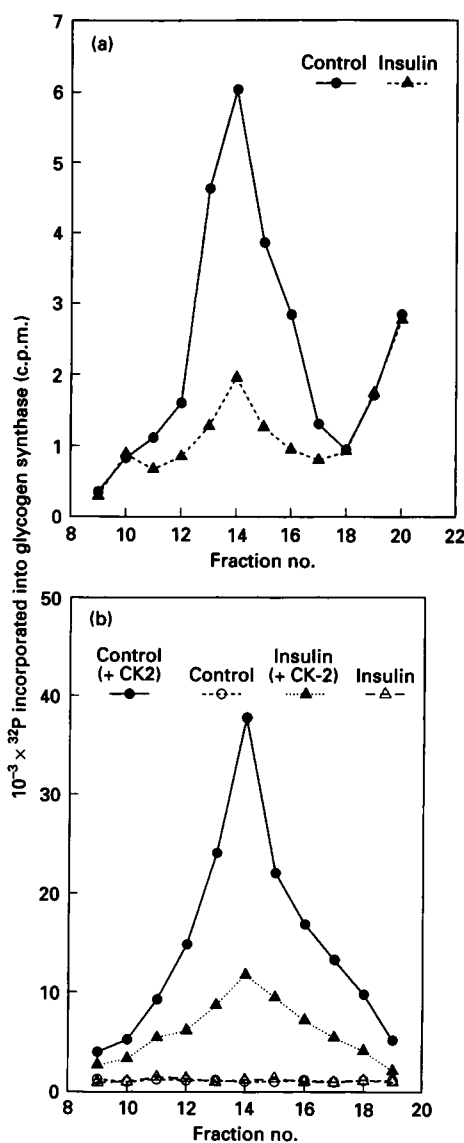 (a)
Control Insulin
7
6
5
4
3
2
1
0
8 10 12 14 16 18 20 22
Fraction no.
10⁻³ × ³²P incorporated into glycogen synthase (c.p.m.)
(b)
Control (+ CK2) Control Insulin (+ CK-2) Insulin
50
40
30
20
10
0
8 10 12 14 16 18 20
Fraction no.